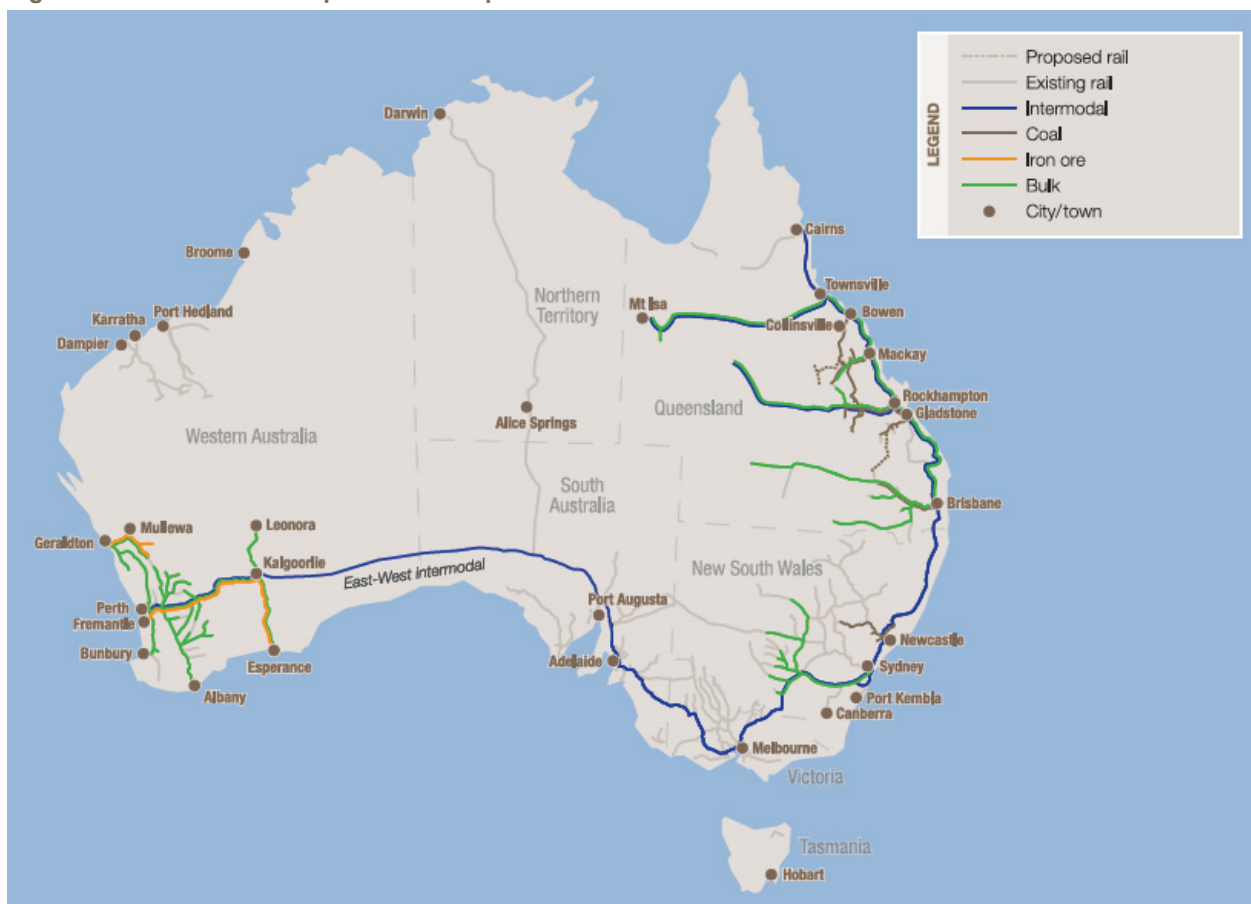 LEGEND
Proposed rail
Existing rail
Intermodal
Coal
Iron ore
Bulk
City/town
Darwin
Cairns
Broome
Townsville
Northern
Territory
Mt Isa
Bowen
Collinsville
Port Hedland
Karratha
Dampier
Mackay
Rockhampton
Gladstone
Queensland
Alice Springs
Western Australia
South
Australia
Brisbane
Mullewa
Leonora
Geraldton
Kalgoorlie
East-West intermodal
New South Wales
Port Augusta
Perth
Fremantle
Newcastle
Bunbury
Esperance
Adelaide
Sydney
Albany
Port Kembla
Canberra
Melbourne
Victoria
Tasmania
Hobart